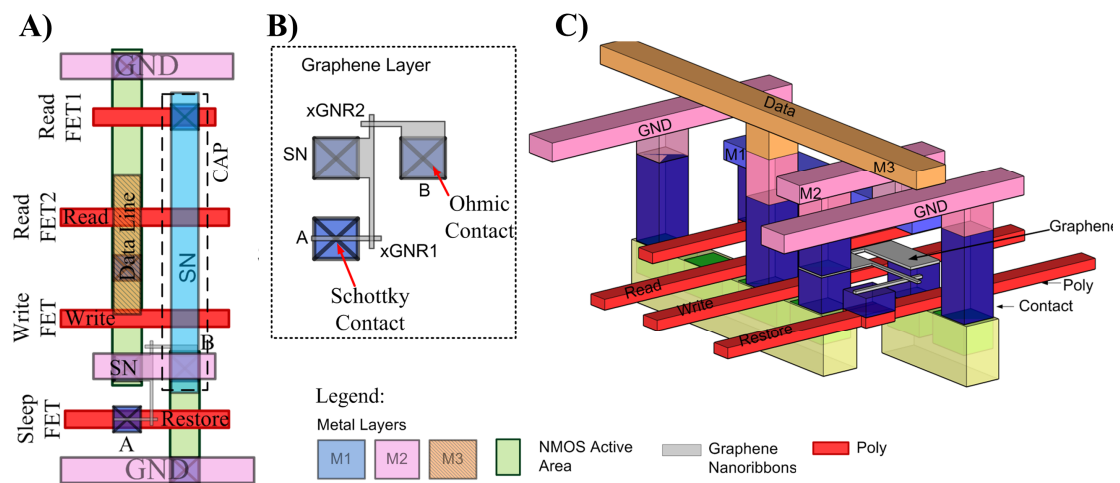 A)
GND
Read
FET1
CAP
Read
FET2
Read
Data Line
SN
Write
FET
Write
B
SN
Sleep
FET
Restore
A
GND
B)
Graphene Layer
xGNR2
SN
B
Ohmic
Contact
A
xGNR1
Schottky
Contact
C)
Data
GND
M1
M3
M2
GND
Graphene
Read
Write
Poly
Contact
Restore
Legend:
Metal Layers
M1
M2
M3
NMOS Active
Area
Graphene
Nanoribbons
Poly